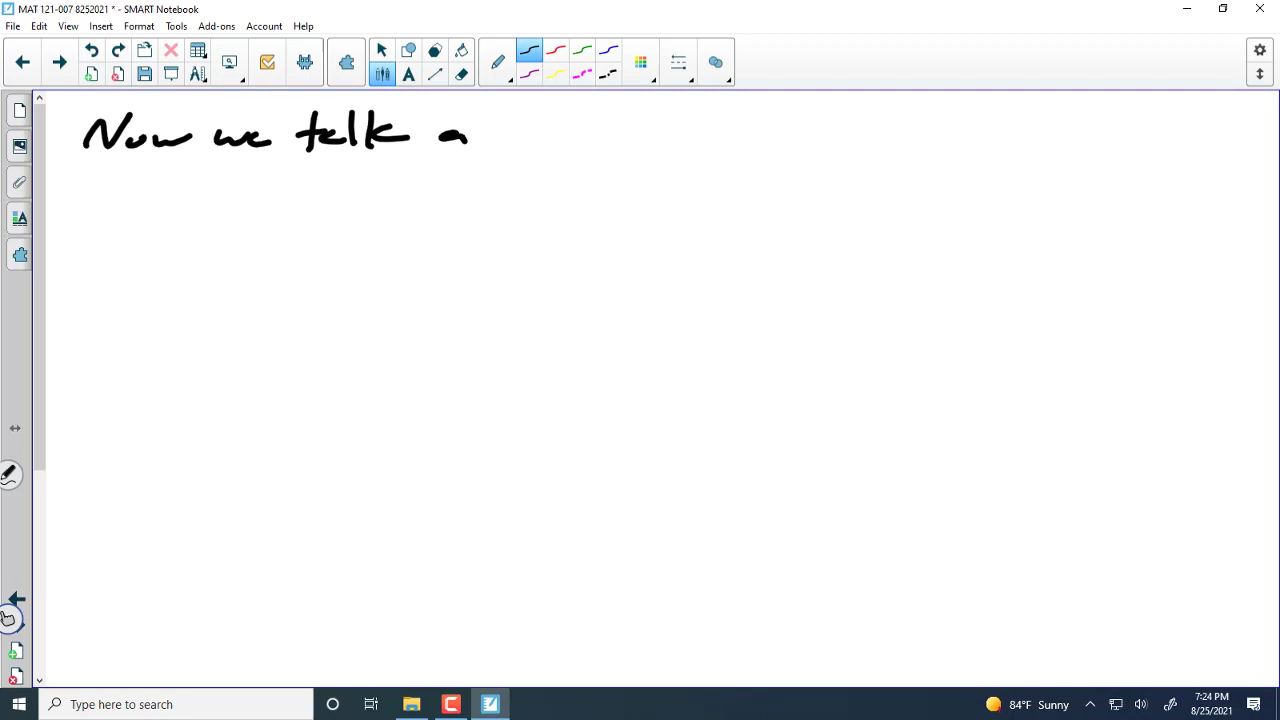 MAT 121-007 8252021 * - SMART Notebook
File Edit View Insert Format Tools Add-ons Account Help
Now we talk a
Type here to search
84°F Sunny
7:24 PM
8/25/2021